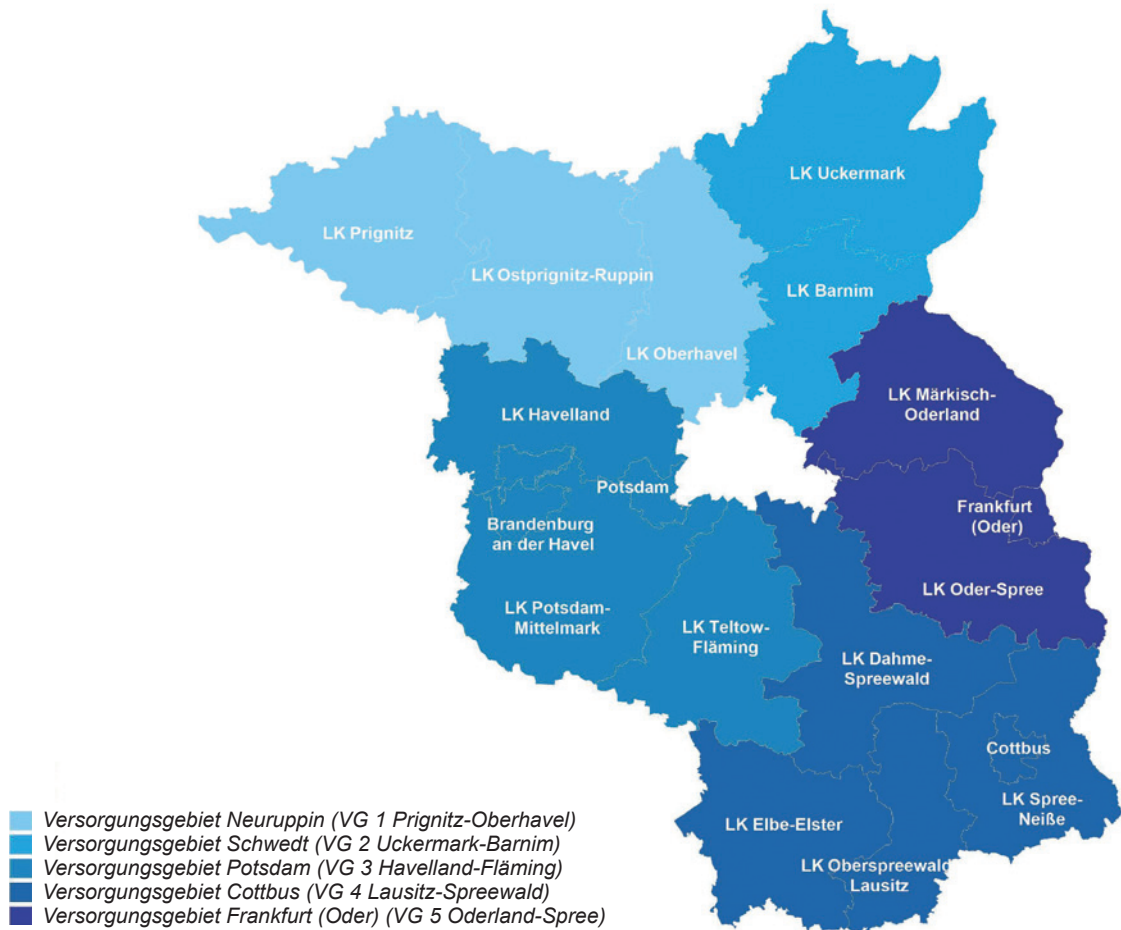 LK Uckermark
LK Prignitz
LK Ostprignitz-Ruppin
LK Barnim
LK Oberhavel
LK Märkisch-
Oderland
LK Havelland
Potsdam
Frankfurt
(Oder)
Brandenburg
an der Havel
LK Oder-Spree
LK Potsdam-
Mittelmark
LK Teltow-
Fläming
LK Dahme-
Spreewald
Cottbus
LK Spree-
Neiße
LK Elbe-Elster
LK Oberspreewald
Lausitz
Versorgungsgebiet Neuruppin (VG 1 Prignitz-Oberhavel)
Versorgungsgebiet Schwedt (VG 2 Uckermark-Barnim)
Versorgungsgebiet Potsdam (VG 3 Havelland-Fläming)
Versorgungsgebiet Cottbus (VG 4 Lausitz-Spreewald)
Versorgungsgebiet Frankfurt (Oder) (VG 5 Oderland-Spree)